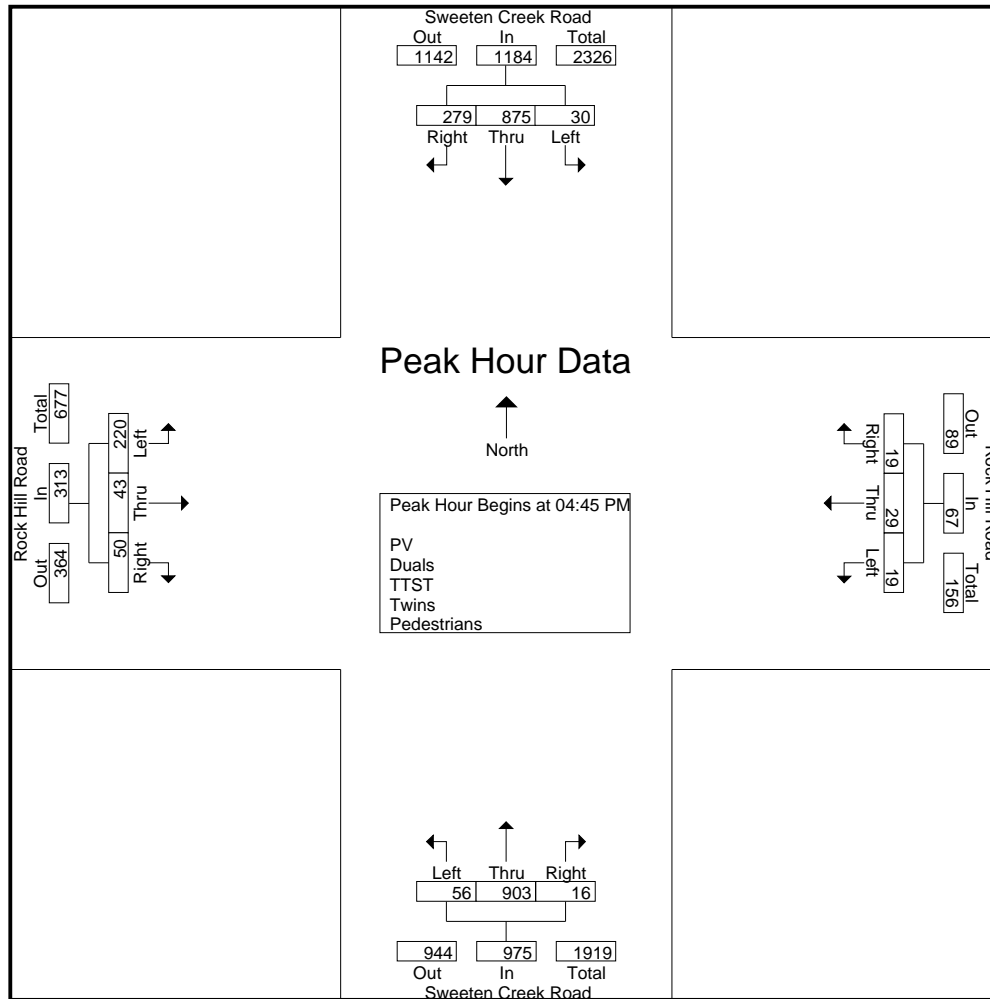 Sweeten Creek Road
Out In Total
1142 1184 2326
279 875 30
Right Thru Left
Peak Hour Data
North
Peak Hour Begins at 04:45 PM
PV
Duals
TTST
Twins
Pedestrians
Rock Hill Road
Out In Total
364 313 677
50 43 220
Right Thru Left
Rock Hill Road
Out In Total
89 67 156
19 29 19
Right Thru Left
Left Thru Right
56 903 16
944 975 1919
Out In Total
Sweeten Creek Road